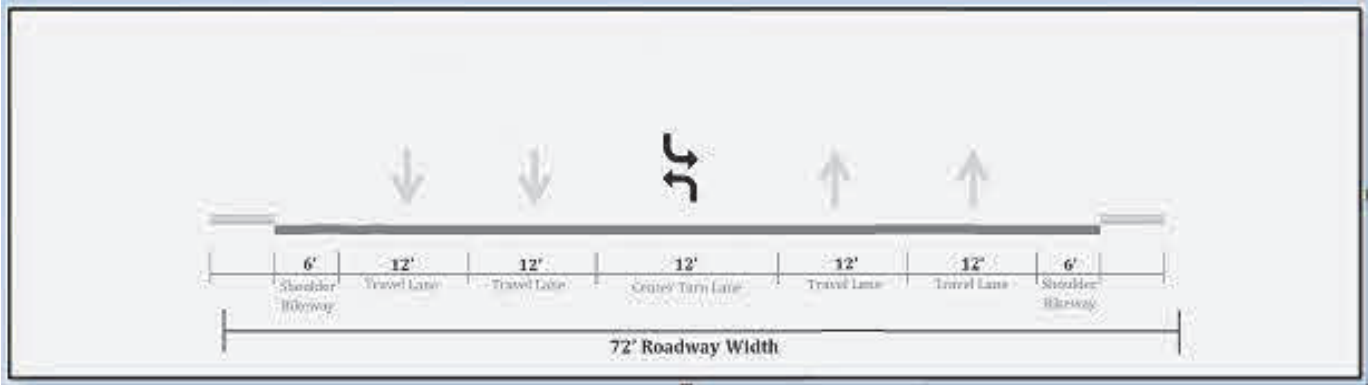 6' 12' 12' 12' 12' 12' 6'
Shoulder Travel Lane Travel Lane Center Turn Lane Travel Lane Travel Lane Shoulder
Bikeway Bikeway
72' Roadway Width